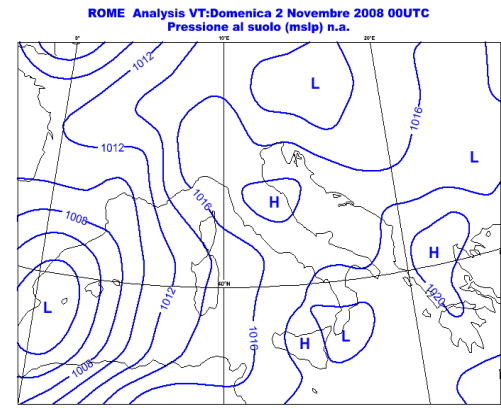 ROME Analysis VT:Domenica 2 Novembre 2008 00UTC
Pressione al suolo (mslp) n.a.
0° 10°E 20°E
1012
L
1016
1012
L
1016
H
1008
H
1020
1012
40°N
L
1016
H
L
1008